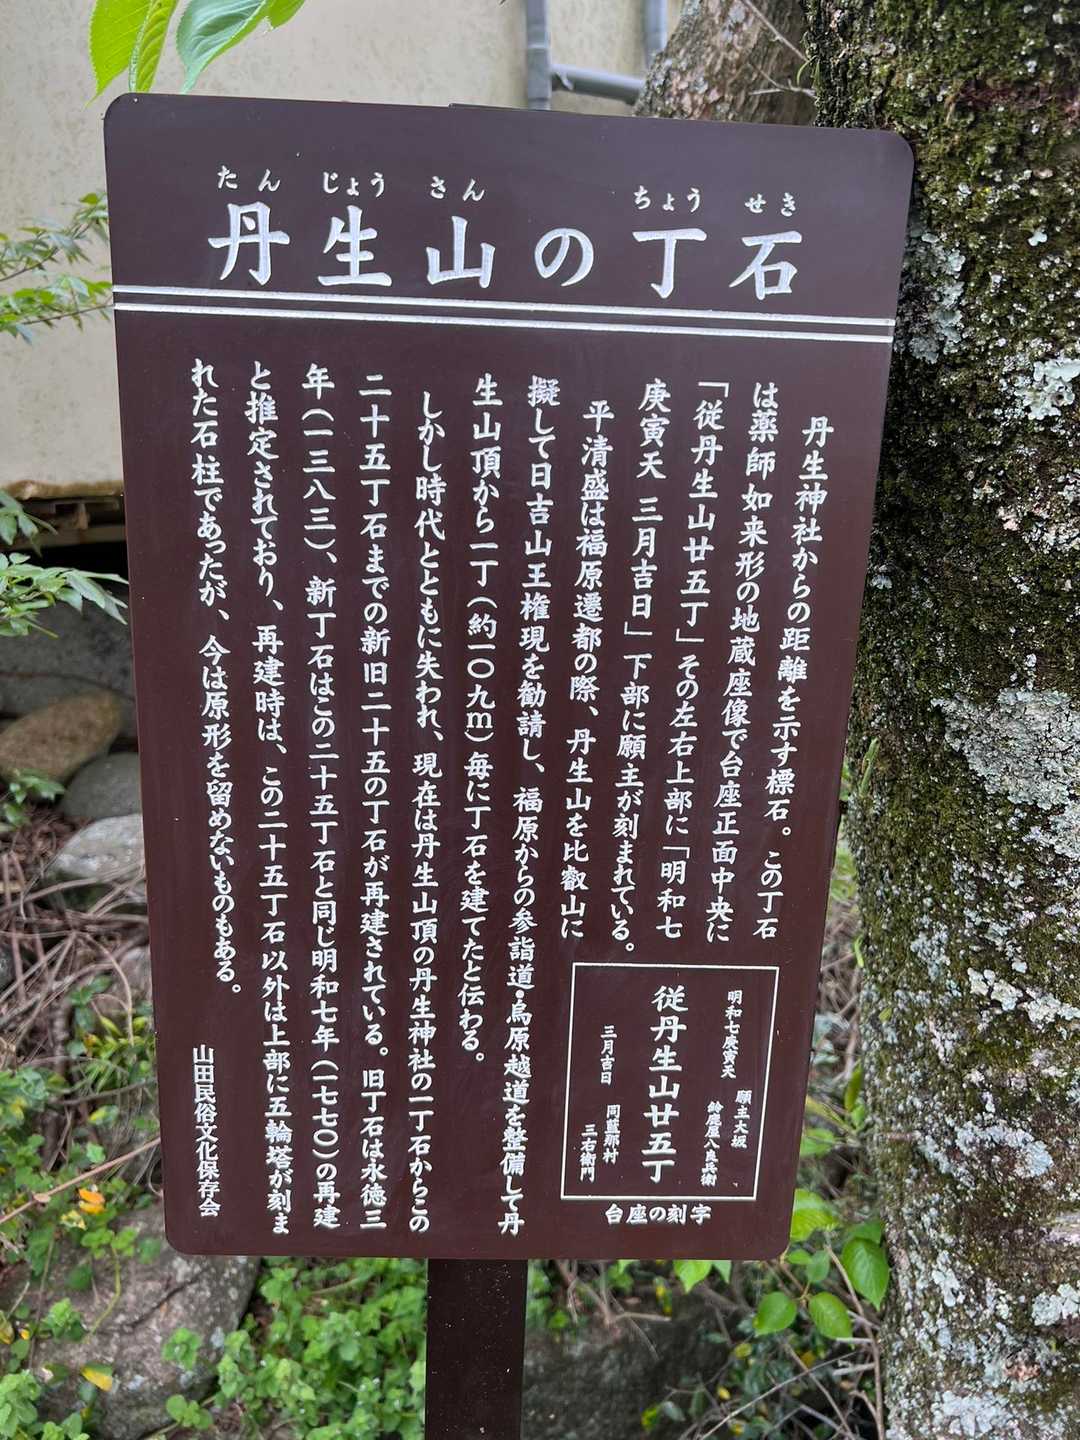 たん じょう さん ちょう せき
丹生山の丁石
丹生神社からの距離を示す標石。この丁石
は薬師如来形の地蔵座像で台座正面中央に
「従丹生山廿五丁」その左右上部に「明和七
庚寅天 三月吉日」下部に願主が刻まれている。
平清盛は福原遷都の際、丹生山を比叡山に
擬して日吉山王権現を勧請し、福原からの参詣道・烏原越道を整備して丹
生山頂から一丁(約一〇九m)毎に丁石を建てたと伝わる。
しかし時代とともに失われ、現在は丹生山頂の丹生神社の一丁石からこの
二十五丁石までの新旧二十五の丁石が再建されている。旧丁石は永徳三
年(一三八三)、新丁石はこの二十五丁石と同じ明和七年(一七七〇)の再建
と推定されており、再建時は、この二十五丁石以外は上部に五輪塔が刻ま
れた石柱であったが、今は原形を留めないものもある。
山田民俗文化保存会
明和七庚寅天
願主大坂
鈴鹿屋八良兵衛
従丹生山廿五丁
三月吉日
同藍那村
三右衛門
台座の刻字